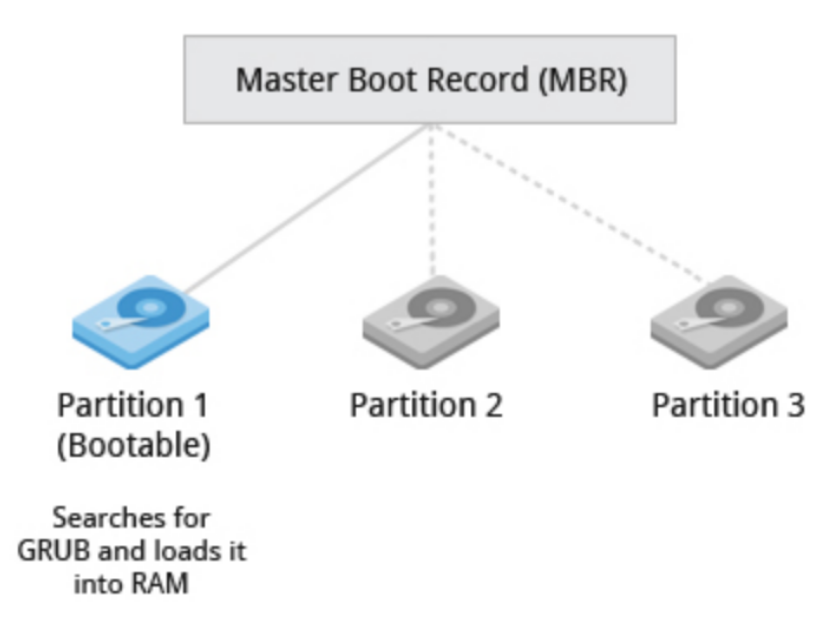 Master Boot Record (MBR)
Partition 1
(Bootable)
Partition 2
Partition 3
Searches for
GRUB and loads it
into RAM